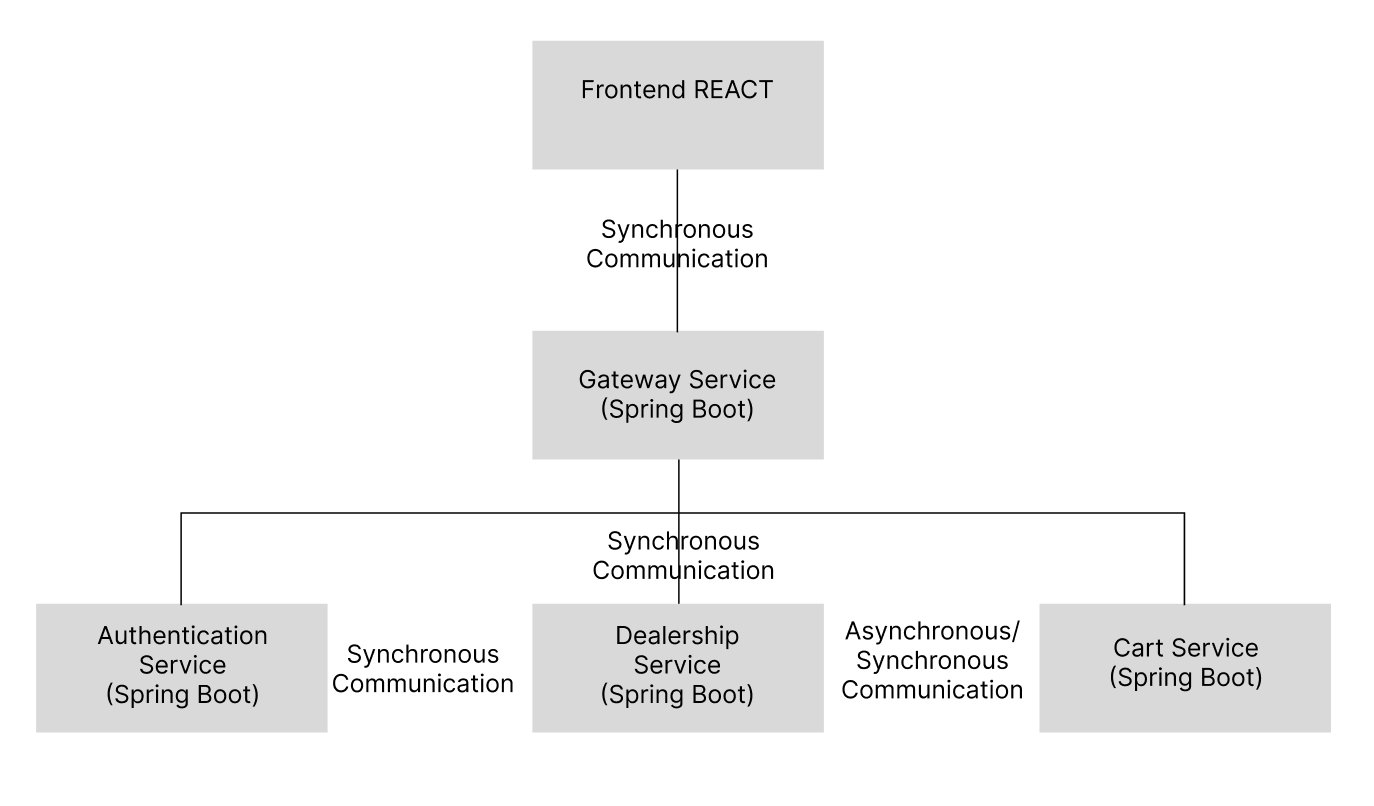 Frontend REACT
Synchronous
Communication
Gateway Service
(Spring Boot)
Synchronous
Communication
Authentication
Service
(Spring Boot)
Synchronous
Communication
Dealership
Service
(Spring Boot)
Asynchronous/
Synchronous
Communication
Cart Service
(Spring Boot)